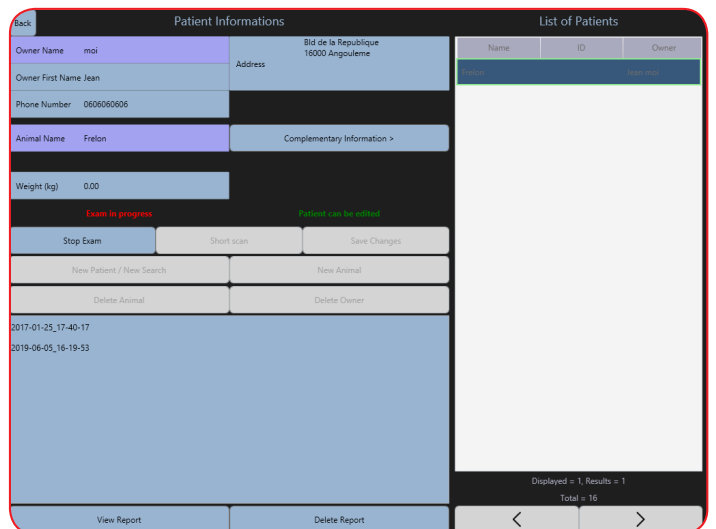 Back
Patient Informations
List of Patients
Owner Name moi
Address
Bld de la Republique
16000 Angouleme
Owner First Name Jean
Phone Number 0606060606
Animal Name Frelon
Complementary Information >
Weight (kg) 0.00
Exam in progress
Patient can be edited
Stop Exam
Short scan
Save Changes
New Patient / New Search
New Animal
Delete Animal
Delete Owner
2017-01-25_17-40-17
2019-06-05_16-19-53
View Report
Delete Report
Name ID Owner
Frelon Jean moi
Displayed = 1, Results = 1
Total = 16
< >